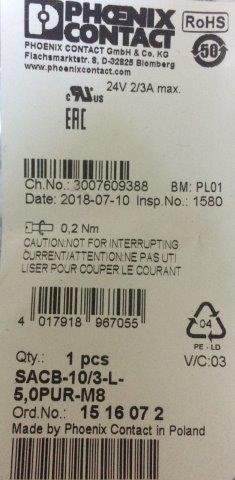 PHOENIX
CONTACT
RoHS
PHOENIX CONTACT GmbH & Co. KG
Flachsmarktstr. 8, D-32825 Blomberg
www.phoenixcontact.com
50
c UL US
24V 2/3A max.
EAC
Ch.No.: 3007609388 BM: PL01
Date: 2018-07-10 Insp.No.: 1580
0,2 Nm
CAUTION:NOT FOR INTERRUPTING
CURRENT/ATTENTION:NE PAS UTI
LISER POUR COUPER LE COURANT
4 017918 967055
04
PE - LD
Qty.: 1 pcs
V/C:03
SACB-10/3-L-
5,0PUR-M8
Ord.No.: 15 16 07 2
Made by Phoenix Contact in Poland